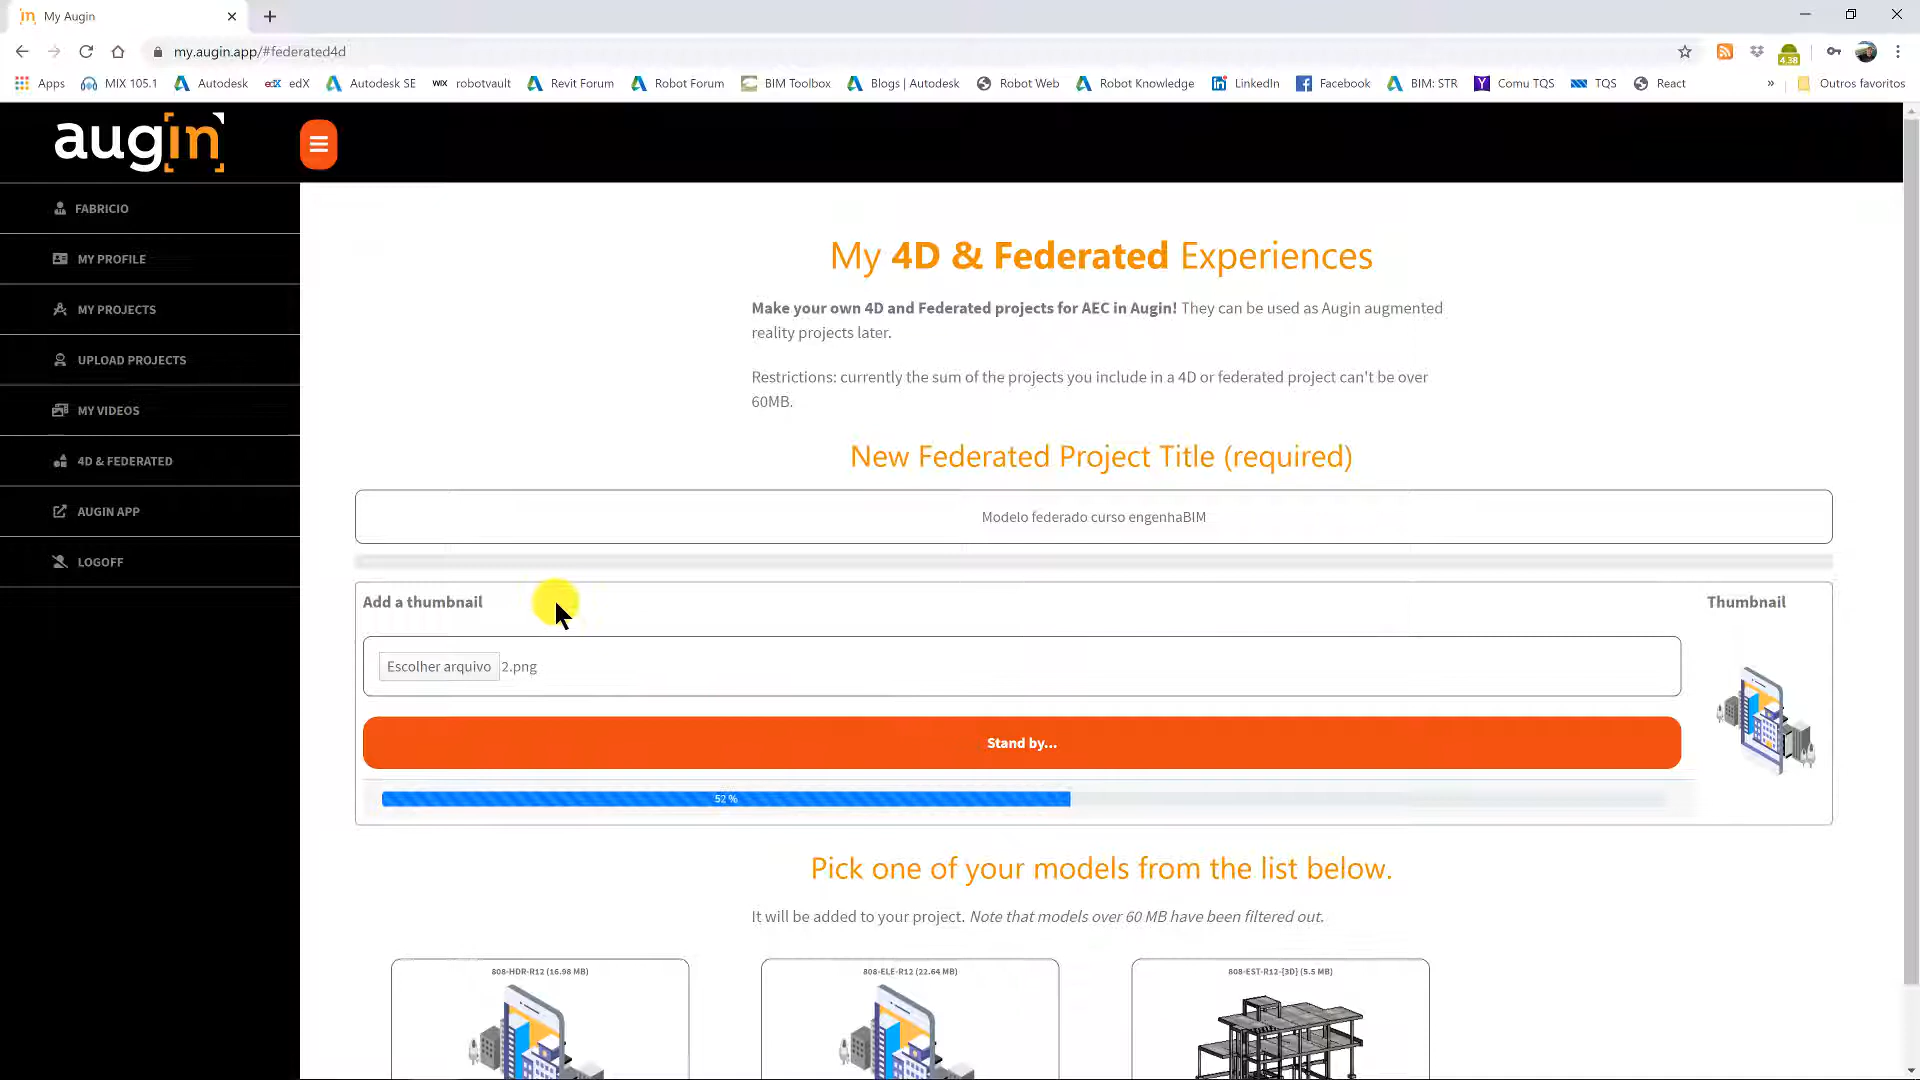 My Augin
my.augin.app/#federated4d
4.38
Apps MIX 105.1 Autodesk edX Autodesk SE WIX robotvault Revit Forum Robot Forum BIM Toolbox Blogs | Autodesk Robot Web Robot Knowledge LinkedIn Facebook BIM: STR Comu TQS TQS React » Outros favoritos
augin
FABRICIO
MY PROFILE
MY PROJECTS
UPLOAD PROJECTS
MY VIDEOS
4D & FEDERATED
AUGIN APP
LOGOFF
My 4D & Federated Experiences
Make your own 4D and Federated projects for AEC in Augin! They can be used as Augin augmented
reality projects later.
Restrictions: currently the sum of the projects you include in a 4D or federated project can't be over
60MB.
New Federated Project Title (required)
Modelo federado curso engenhaBIM
Add a thumbnail
Thumbnail
Escolher arquivo 2.png
Stand by...
52 %
Pick one of your models from the list below.
It will be added to your project. Note that models over 60 MB have been filtered out.
808-HDR-R12 (16.98 MB)
808-ELE-R12 (22.64 MB)
808-EST-R12-[3D] (5.5 MB)